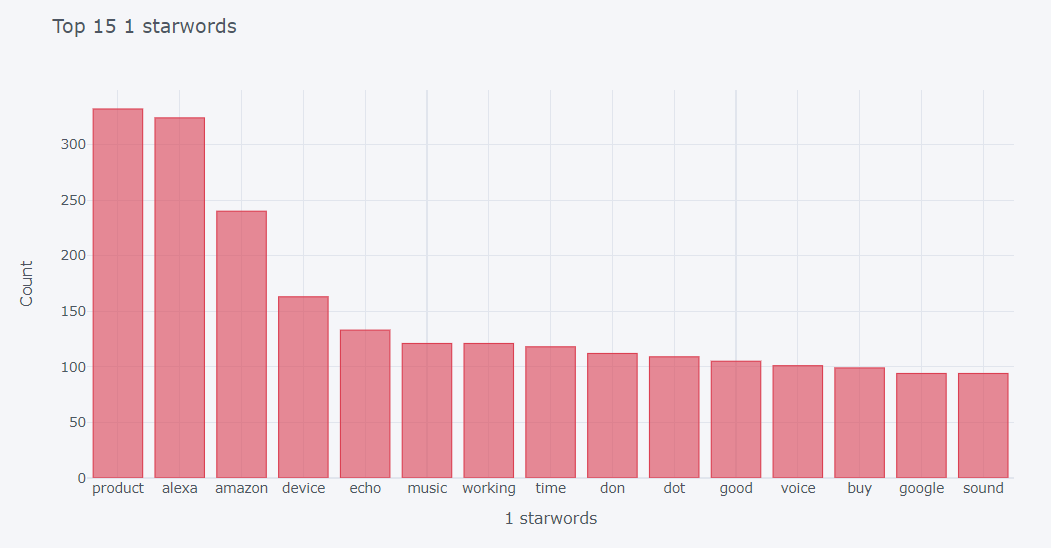 Top 15 1 starwords
Count
300
250
200
150
100
50
0
product alexa amazon device echo music working time don dot good voice buy google sound
1 starwords